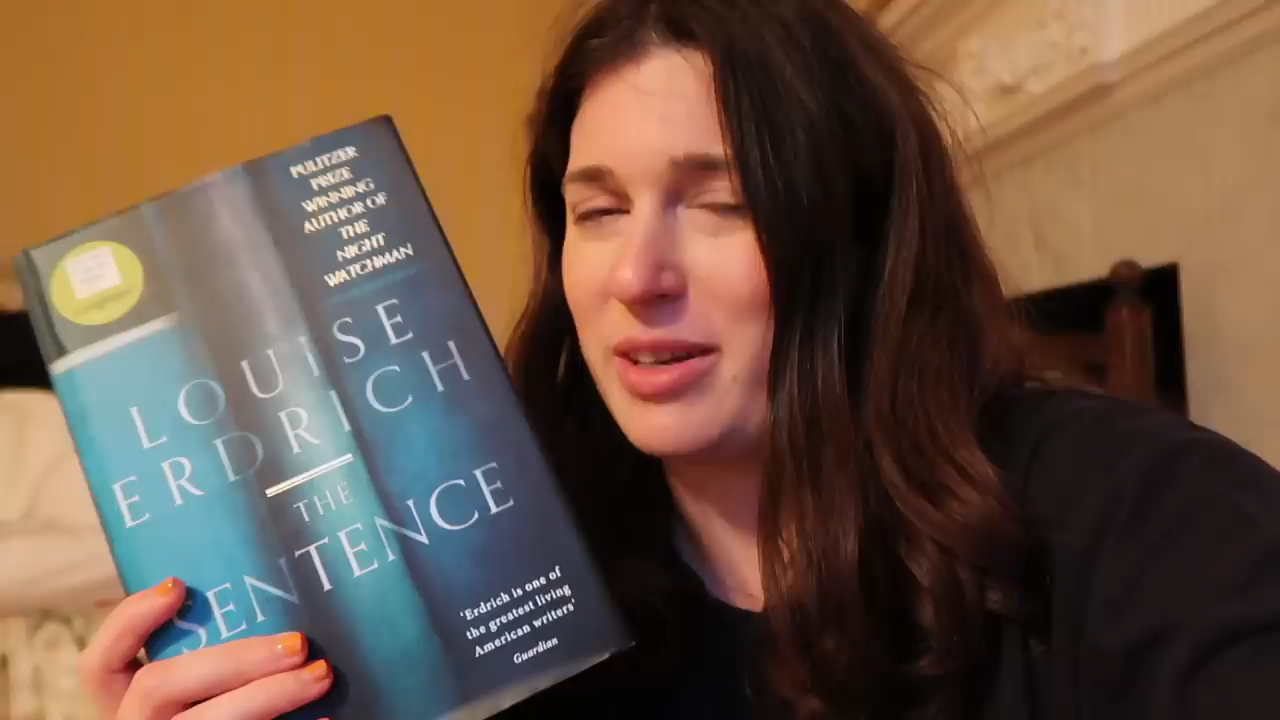 PULITZER
PRIZE
WINNING
AUTHOR OF
THE
NIGHT
WATCHMAN
LOUISE
ERDRICH
THE
SENTENCE
'Erdrich is one of
the greatest living
American writers'
Guardian